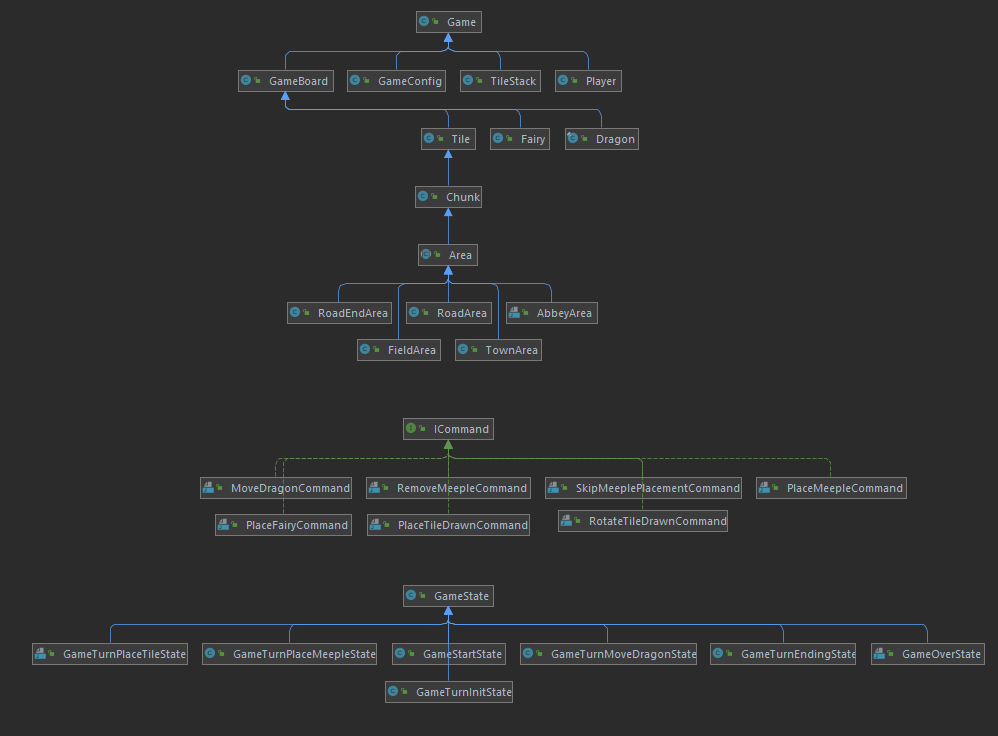 Game
GameBoard GameConfig TileStack Player
Tile Fairy Dragon
Chunk
Area
RoadEndArea RoadArea AbbeyArea
FieldArea TownArea
ICommand
MoveDragonCommand RemoveMeepleCommand SkipMeeplePlacementCommand PlaceMeepleCommand
PlaceFairyCommand PlaceTileDrawnCommand RotateTileDrawnCommand
GameState
GameTurnPlaceTileState GameTurnPlaceMeepleState GameStartState GameTurnMoveDragonState GameTurnEndingState GameOverState
GameTurnInitState